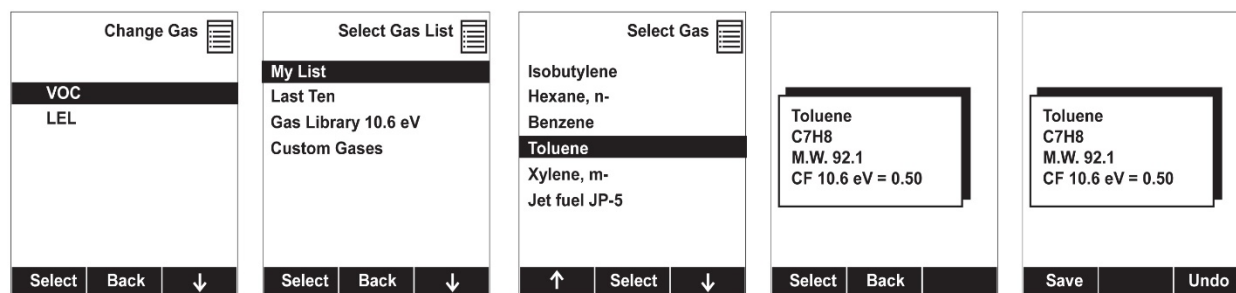 Change Gas
VOC
LEL
Select Back ↓
Select Gas List
My List
Last Ten
Gas Library 10.6 eV
Custom Gases
Select Back ↓
Select Gas
Isobutylene
Hexane, n-
Benzene
Toluene
Xylene, m-
Jet fuel JP-5
↑ Select ↓
Toluene
C7H8
M.W. 92.1
CF 10.6 eV = 0.50
Select Back
Toluene
C7H8
M.W. 92.1
CF 10.6 eV = 0.50
Save Undo